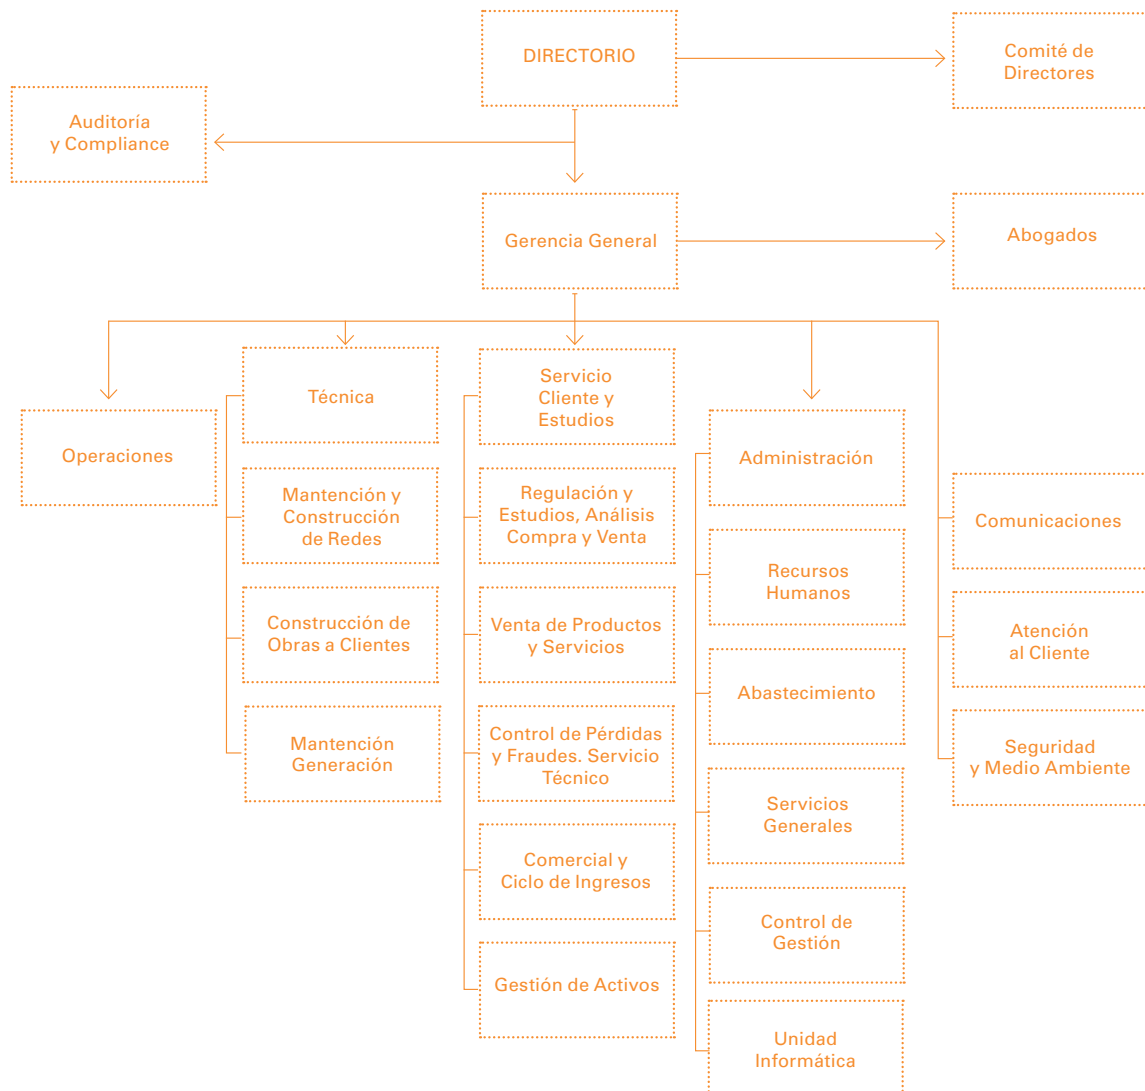 DIRECTORIO
Comité de
Directores
Auditoría
y Compliance
Gerencia General
Abogados
Operaciones
Técnica
Mantención y
Construcción
de Redes
Construcción de
Obras a Clientes
Mantención
Generación
Servicio
Cliente y
Estudios
Regulación y
Estudios, Análisis
Compra y Venta
Venta de Productos
y Servicios
Control de Pérdidas
y Fraudes. Servicio
Técnico
Comercial y
Ciclo de Ingresos
Gestión de Activos
Administración
Recursos
Humanos
Abastecimiento
Servicios
Generales
Control de
Gestión
Unidad
Informática
Comunicaciones
Atención
al Cliente
Seguridad
y Medio Ambiente